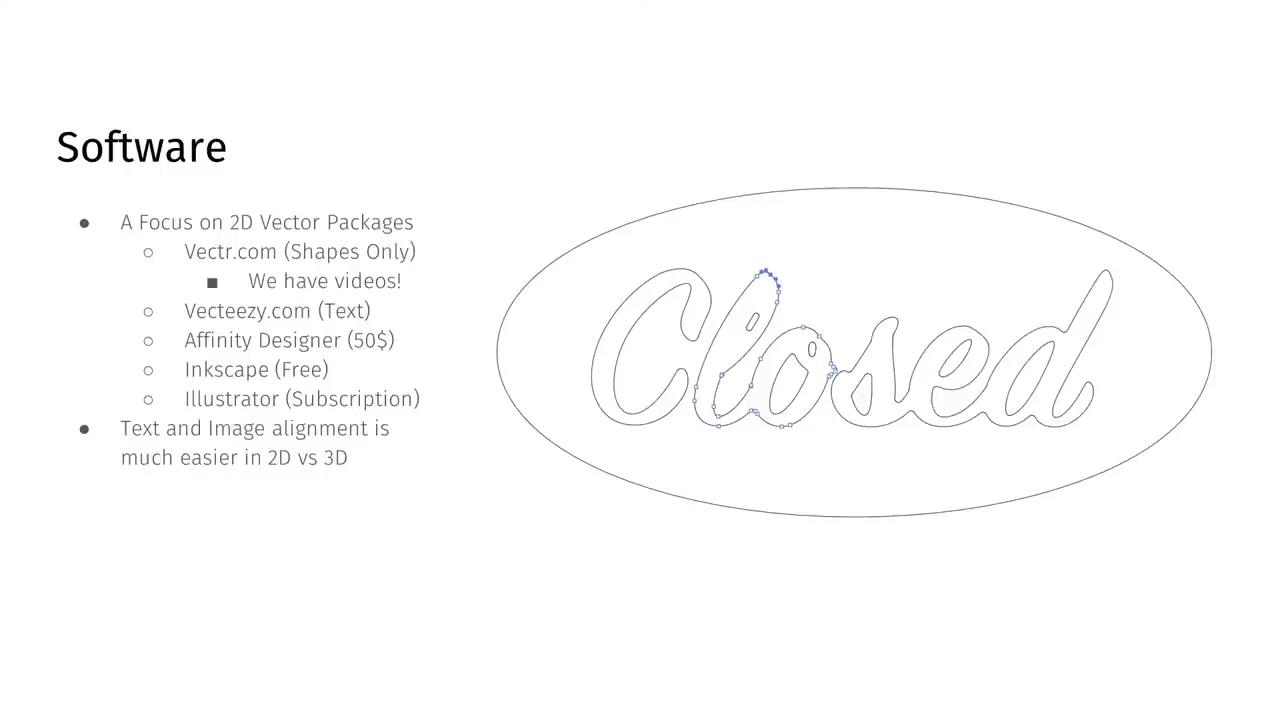 Software
● A Focus on 2D Vector Packages
○ Vectr.com (Shapes Only)
■ We have videos!
○ Vecteezy.com (Text)
○ Affinity Designer (50$)
○ Inkscape (Free)
○ Illustrator (Subscription)
● Text and Image alignment is
much easier in 2D vs 3D
Closed